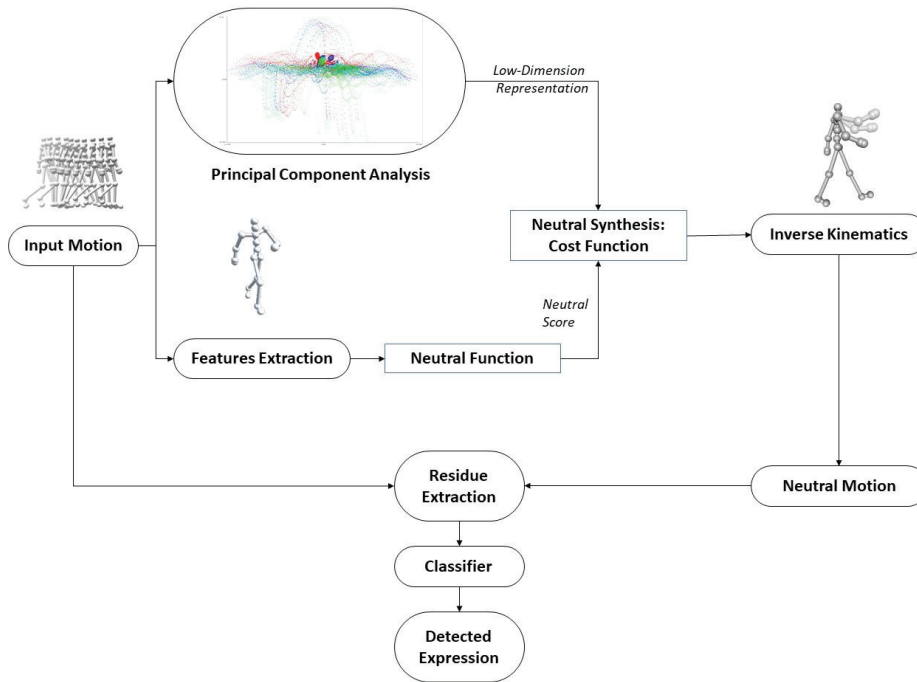 Low-Dimension
Representation
Principal Component Analysis
Input Motion
Neutral Synthesis:
Cost Function
Inverse Kinematics
Neutral
Score
Features Extraction
Neutral Function
Residue
Extraction
Neutral Motion
Classifier
Detected
Expression